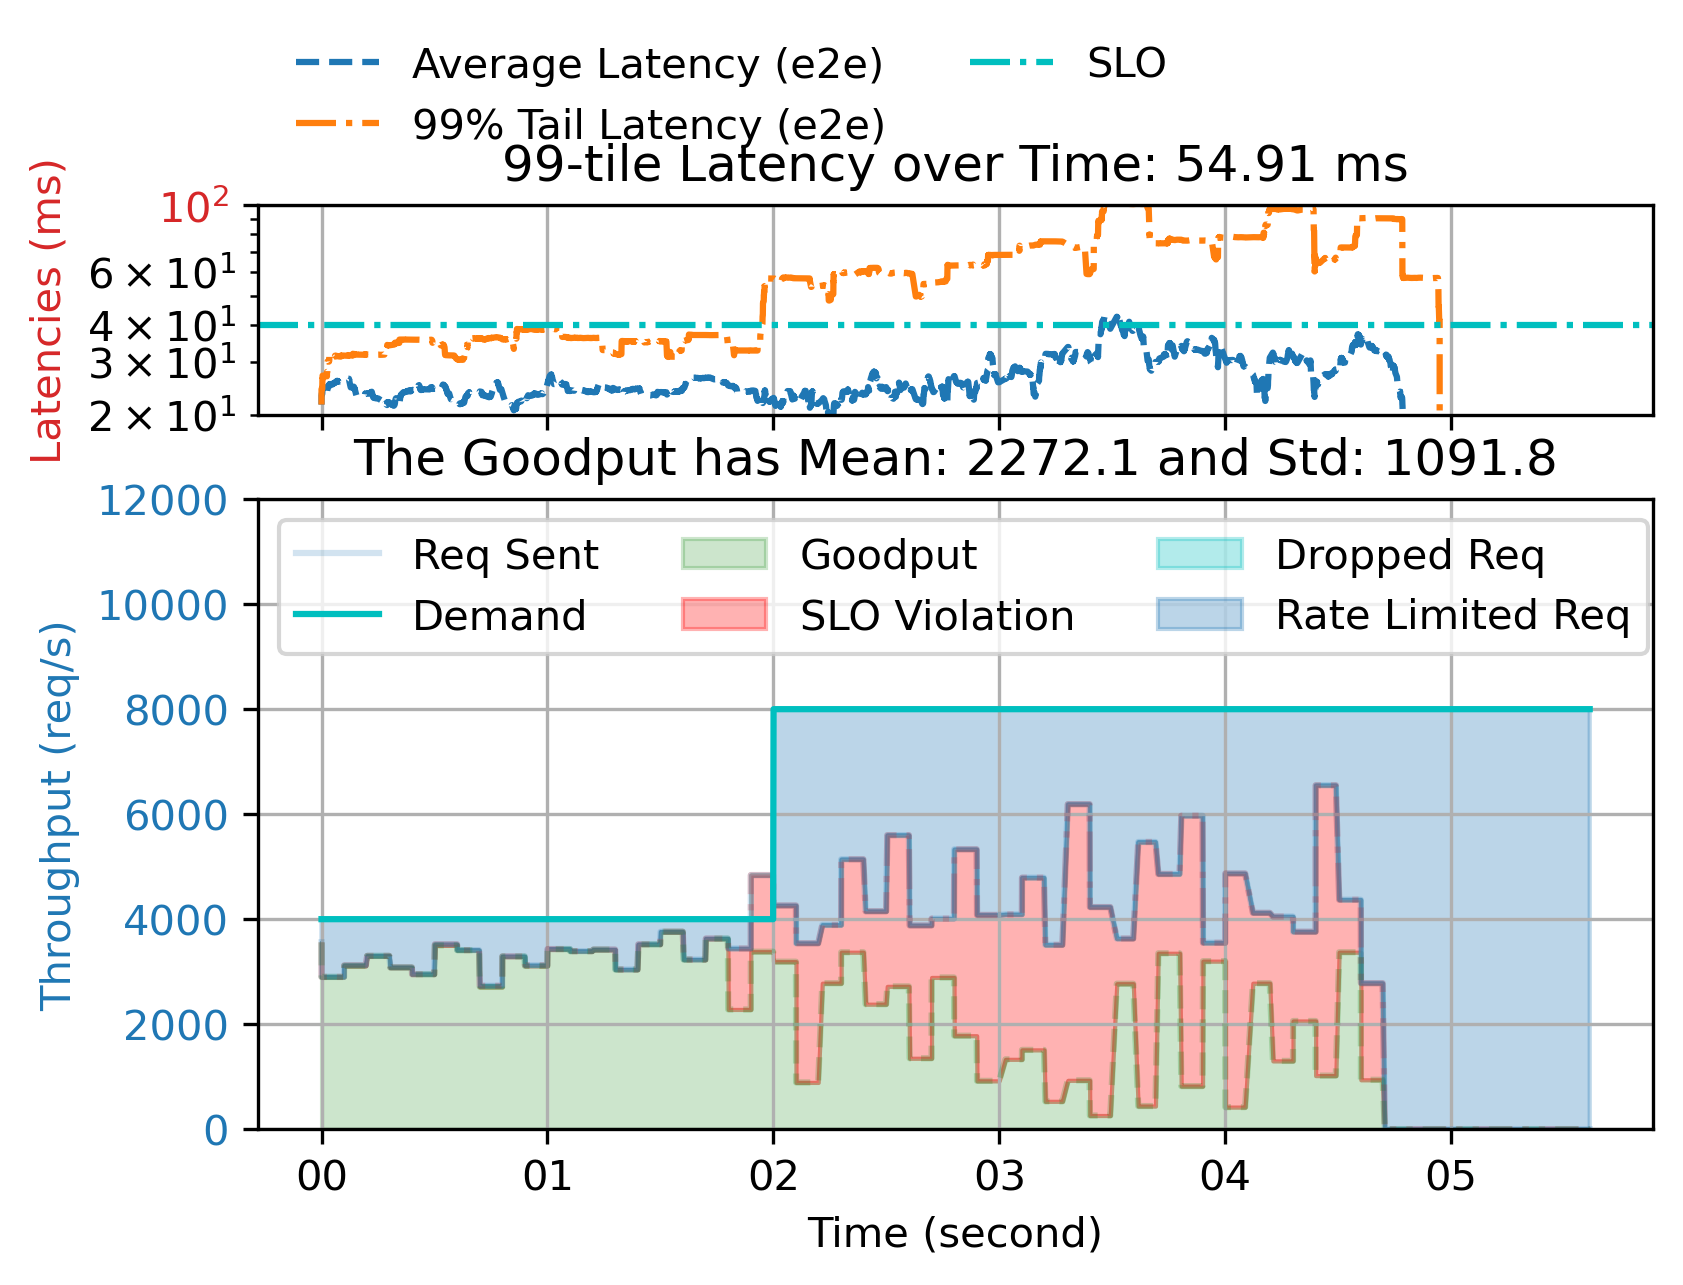 Average Latency (e2e)
SLO
99% Tail Latency (e2e)
99-tile Latency over Time: 54.91 ms
Latencies (ms)
10²
6 × 10¹
4 × 10¹
3 × 10¹
2 × 10¹
The Goodput has Mean: 2272.1 and Std: 1091.8
Throughput (req/s)
12000
10000
8000
6000
4000
2000
0
Req Sent
Goodput
Dropped Req
Demand
SLO Violation
Rate Limited Req
00
01
02
03
04
05
Time (second)